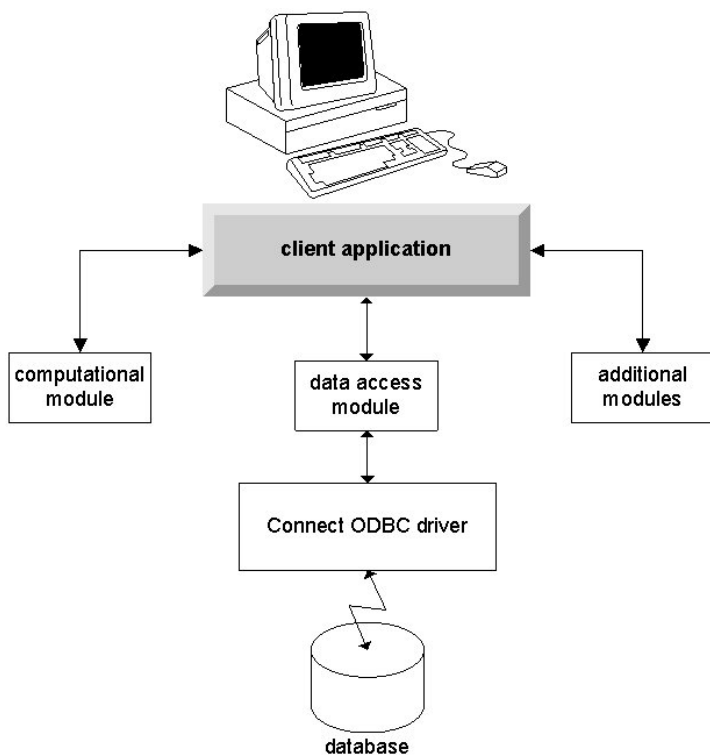 client application
computational
module
data access
module
additional
modules
Connect ODBC driver
database